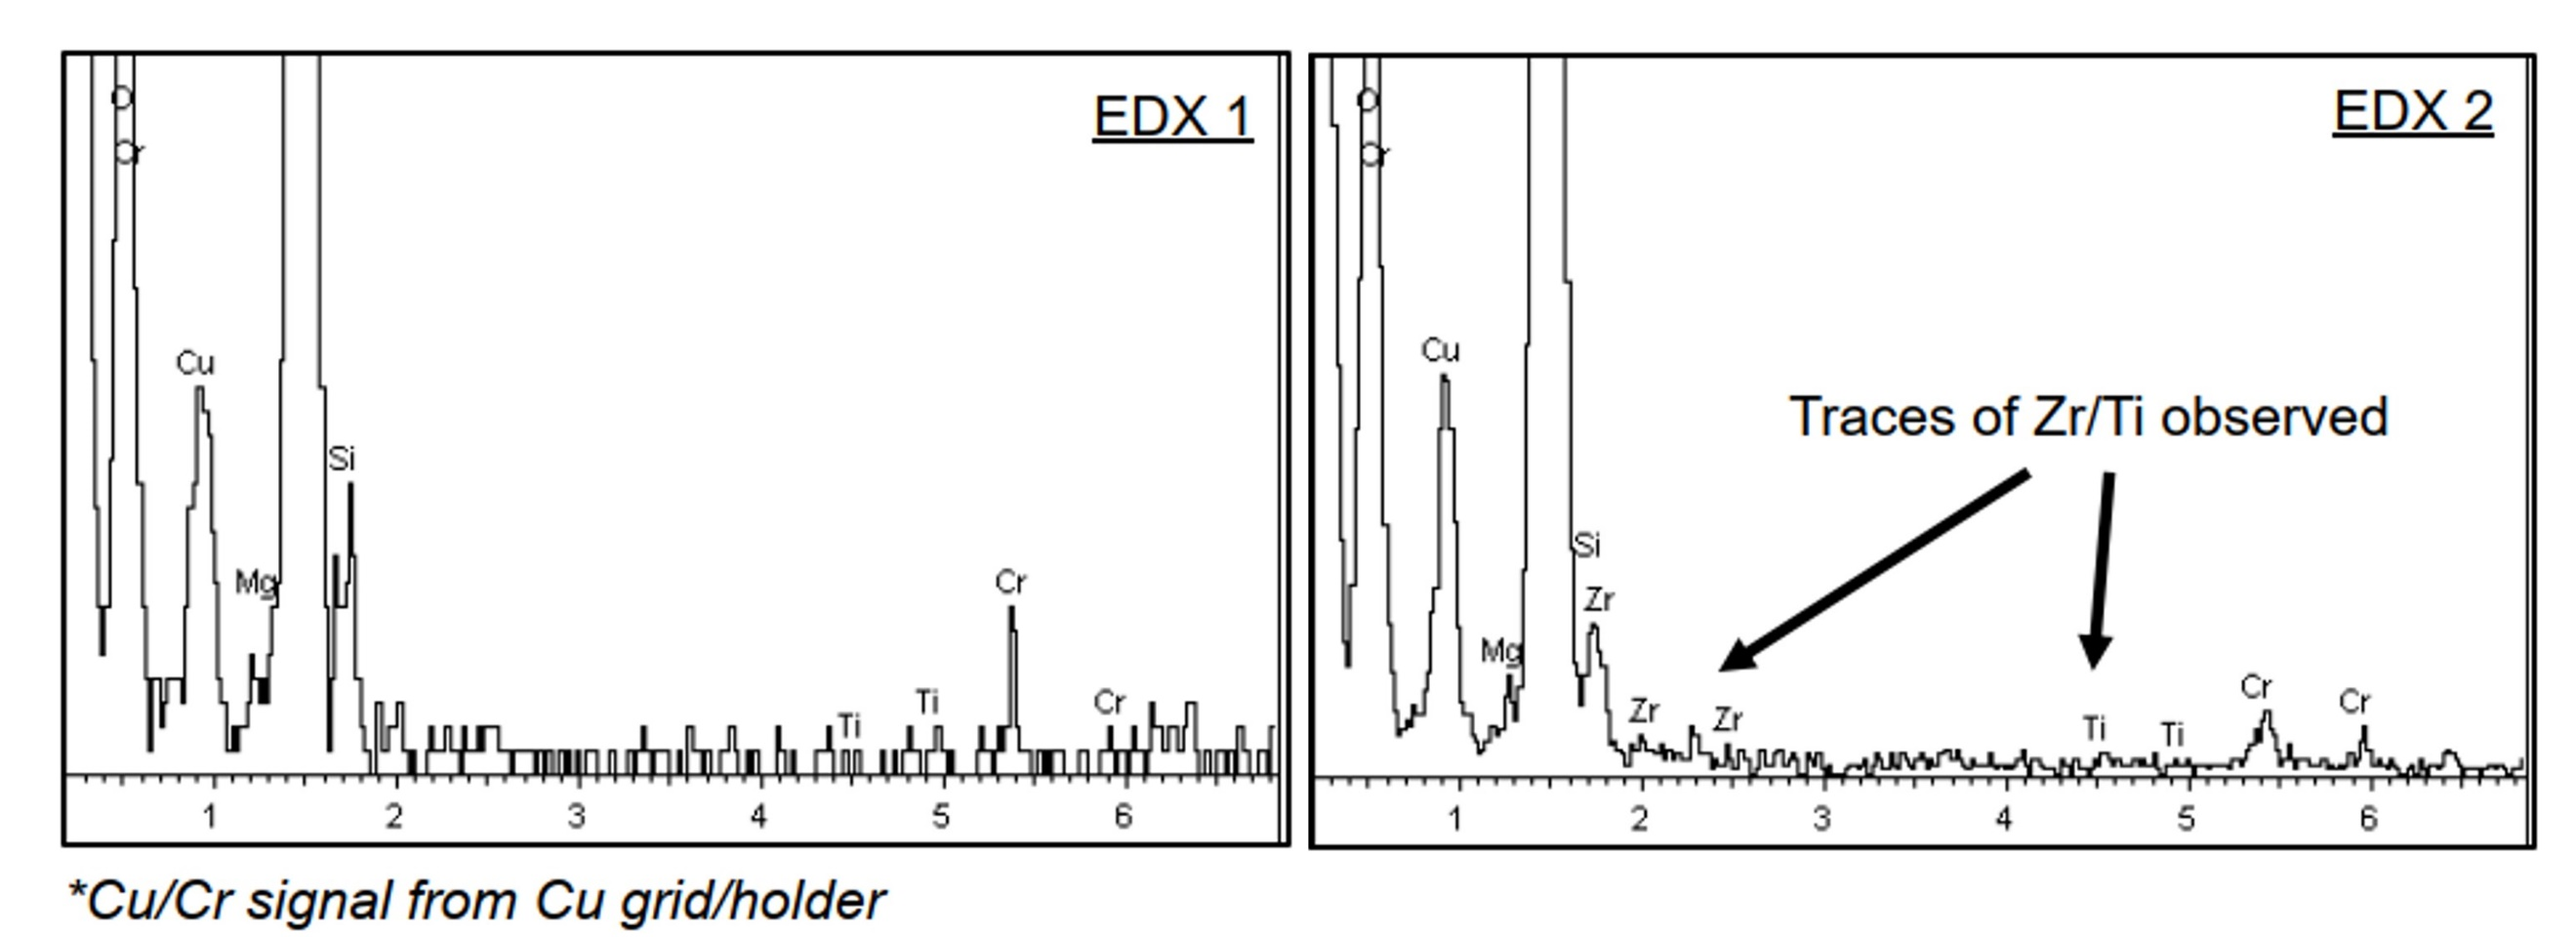 EDX 1
O
Cr
Cu
Si
Mg
Cr
Ti
Ti
Cr
1 2 3 4 5 6
EDX 2
O
Cr
Cu
Traces of Zr/Ti observed
Si
Zr
Mg
Zr
Zr
Ti
Ti
Cr
Cr
1 2 3 4 5 6
*Cu/Cr signal from Cu grid/holder